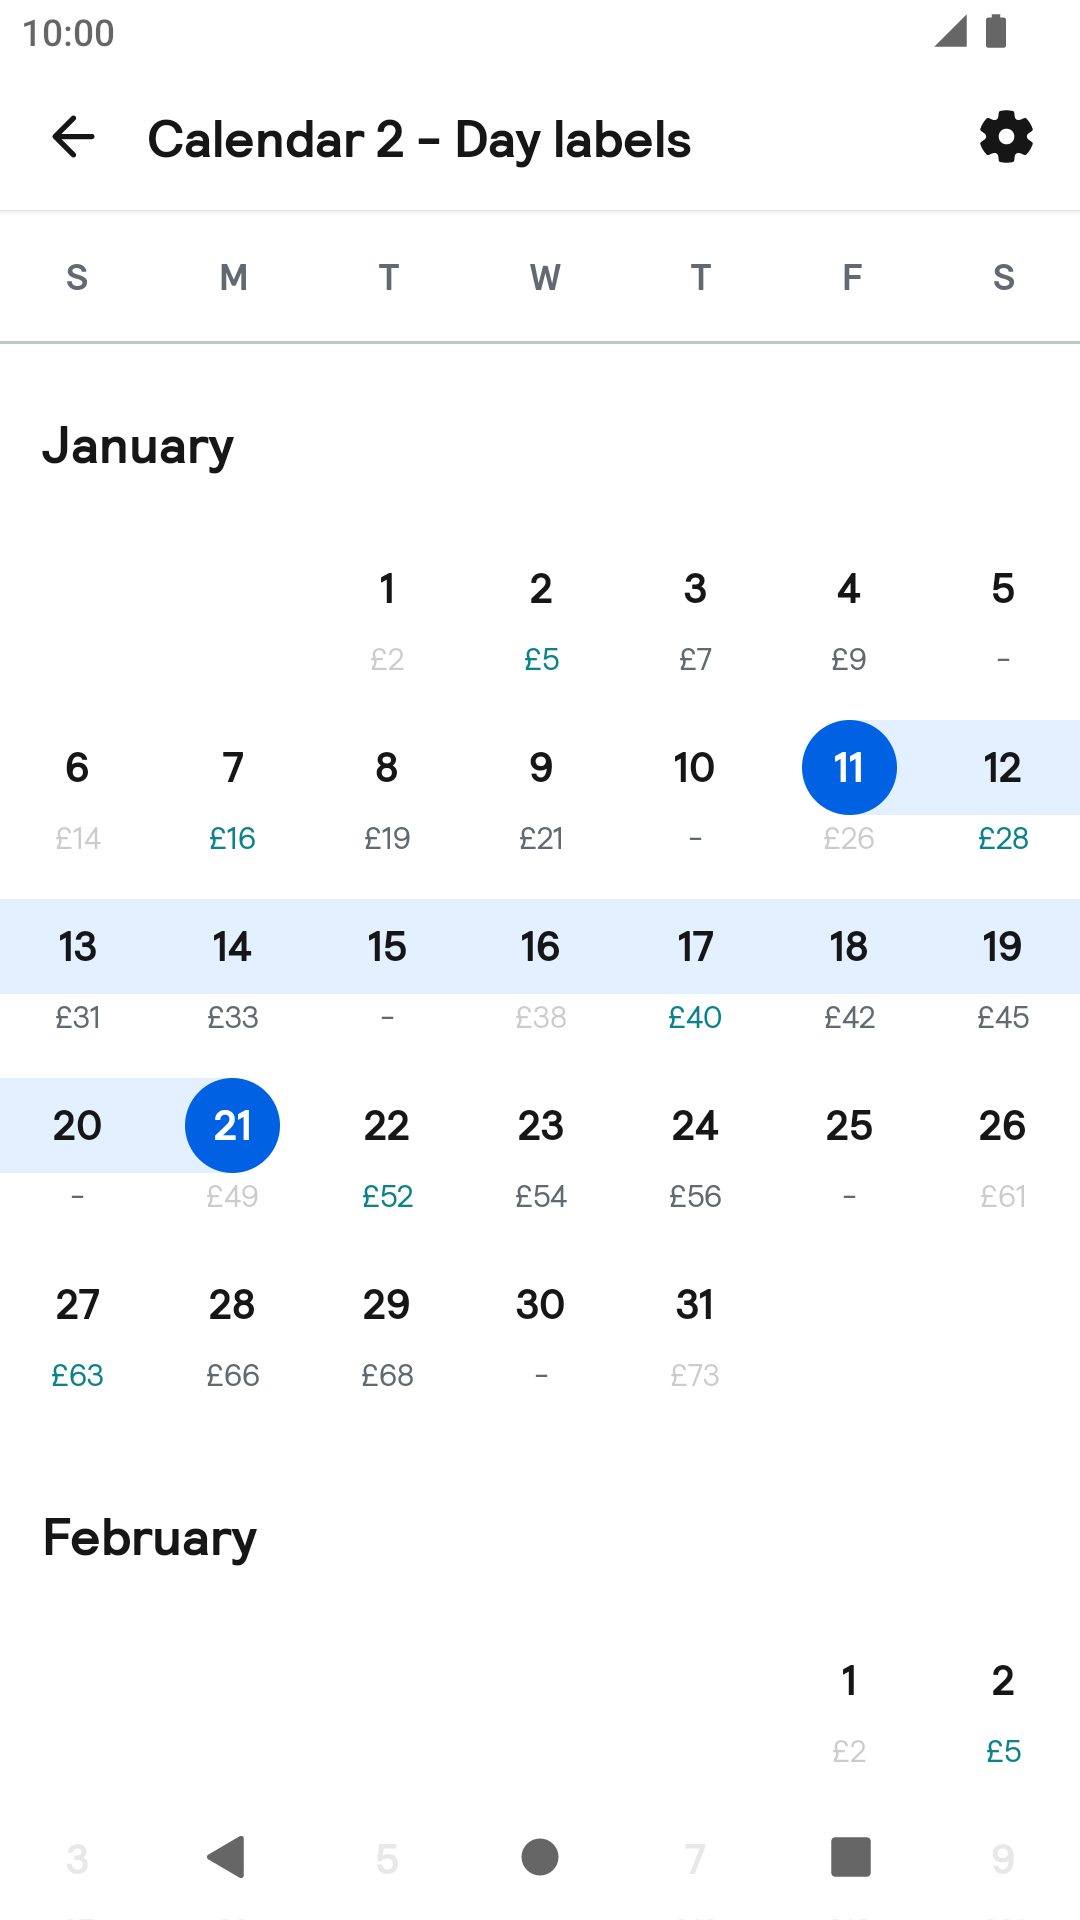 10:00
Calendar 2 – Day labels
S M T W T F S
January
1 2 3 4 5
£2 £5 £7 £9 -
6 7 8 9 10 11 12
£14 £16 £19 £21 - £26 £28
13 14 15 16 17 18 19
£31 £33 - £38 £40 £42 £45
20 21 22 23 24 25 26
- £49 £52 £54 £56 - £61
27 28 29 30 31
£63 £66 £68 - £73
February
1 2
£2 £5
3 5 7 9